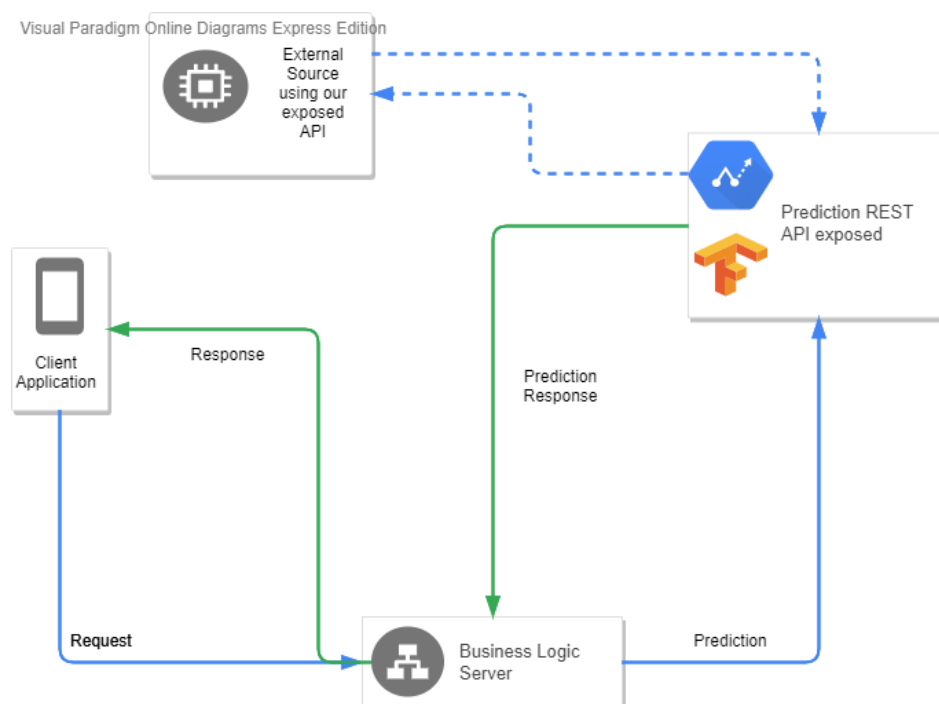 Visual Paradigm Online Diagrams Express Edition
External
Source
using our
exposed
API
Prediction REST
API exposed
Client
Application
Response
Prediction
Response
Request
Business Logic
Server
Prediction